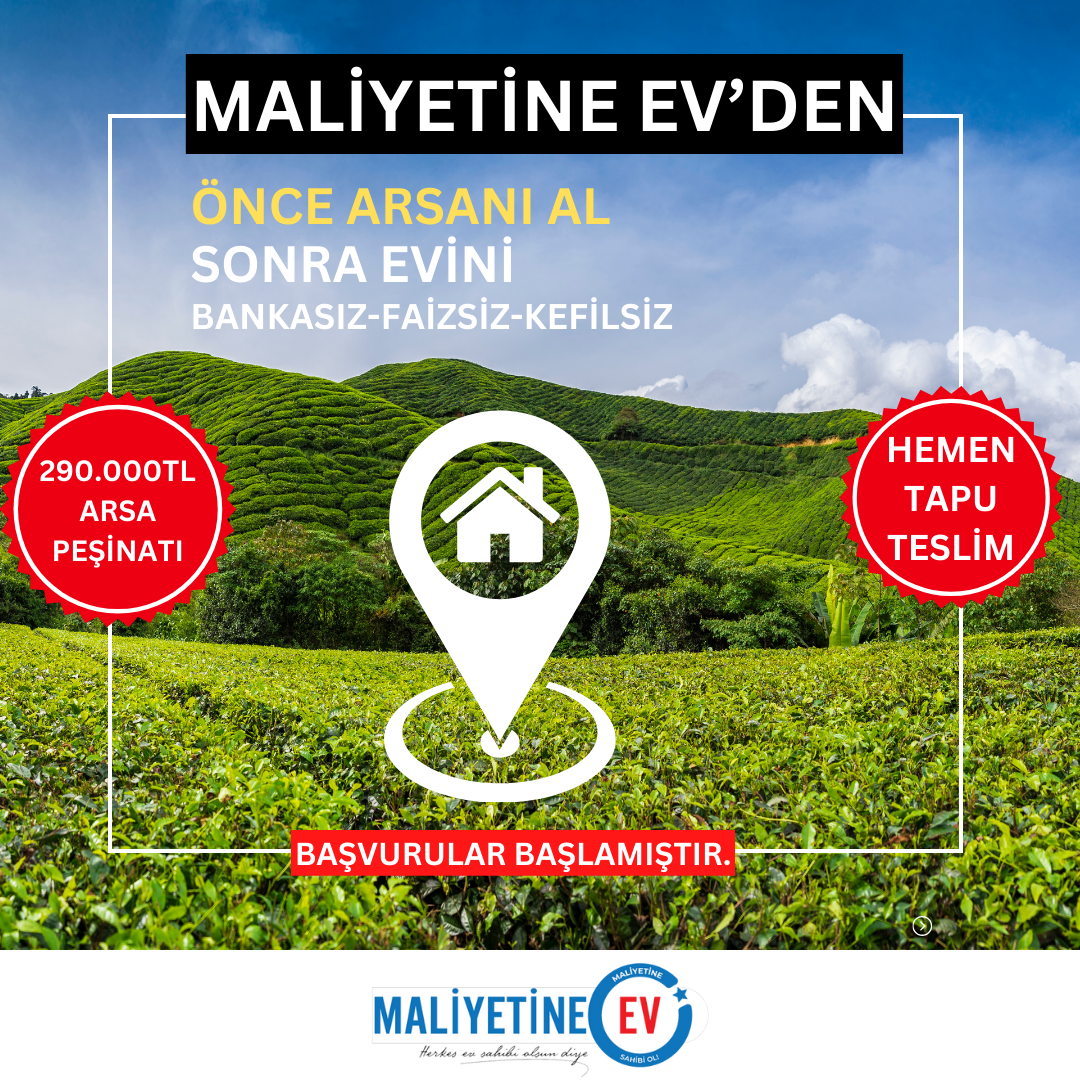 MALİYETİNE EV’DEN
ÖNCE ARSANI AL
SONRA EVİNİ
BANKASIZ-FAİZSİZ-KEFİLSİZ
290.000TL
ARSA
PEŞİNATI
HEMEN
TAPU
TESLİM
BAŞVURULAR BAŞLAMIŞTIR.
MALİYETİNE EV
Herkes ev sahibi olsun diye
MALİYETİNE
SAHİBİ OL!